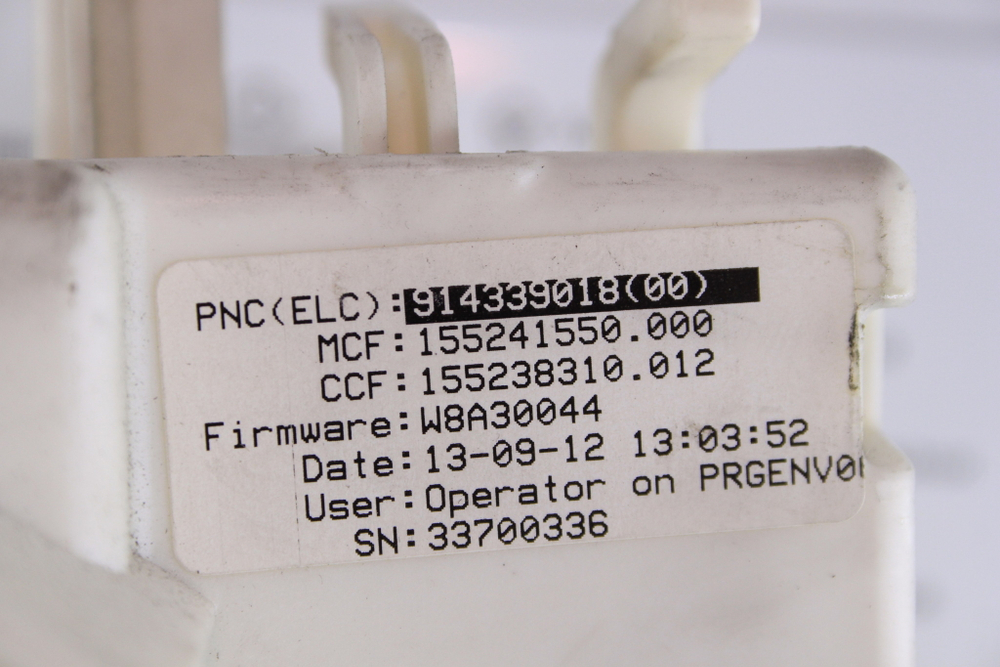 PNC(ELC):914339018(00)
MCF:155241550.000
CCF:155238310.012
Firmware:W8A30044
Date:13-09-12 13:03:52
User:Operator on
SN:33700336